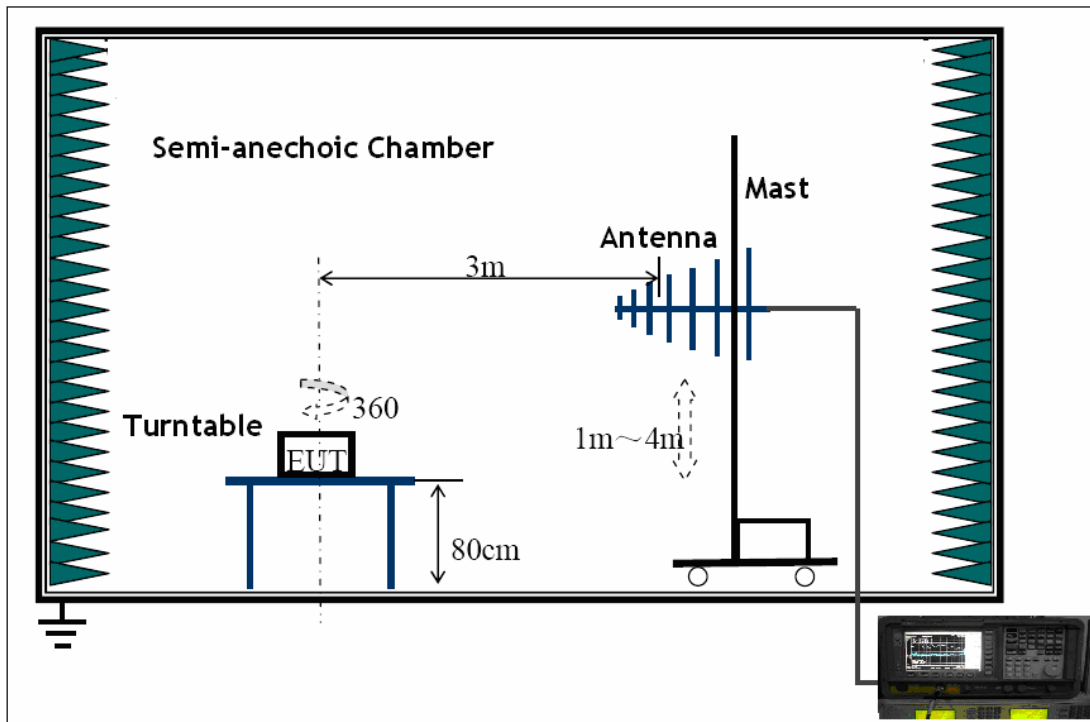 Semi-anechoic Chamber
Mast
Antenna
3m
360
Turntable
1m～4m
EUT
80cm